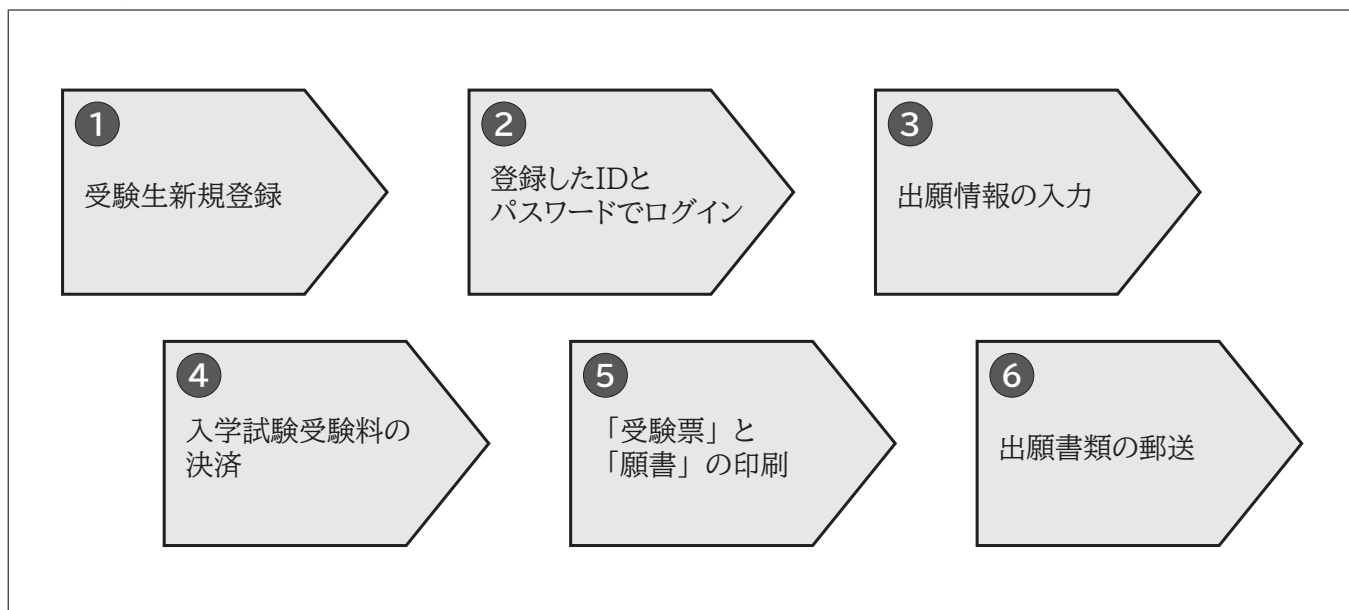 1
受験生新規登録
2
登録したIDと
パスワードでログイン
3
出願情報の入力
4
入学試験受験料の
決済
5
「受験票」と
「願書」の印刷
6
出願書類の郵送